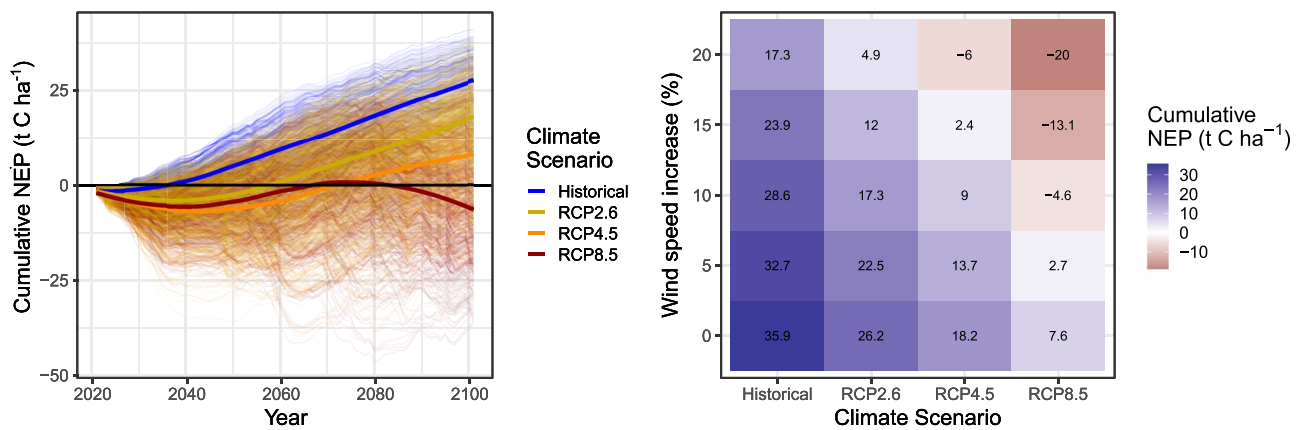 Cumulative NEP (t C ha⁻¹)
25
0
−25
−50
2020
2040
2060
2080
2100
Year
Climate
Scenario
Historical
RCP2.6
RCP4.5
RCP8.5
Wind speed increase (%)
20
15
10
5
0
17.3
4.9
−6
−20
23.9
12
2.4
−13.1
28.6
17.3
9
−4.6
32.7
22.5
13.7
2.7
35.9
26.2
18.2
7.6
Historical
RCP2.6
RCP4.5
RCP8.5
Climate Scenario
Cumulative
NEP (t C ha⁻¹)
30
20
10
0
−10